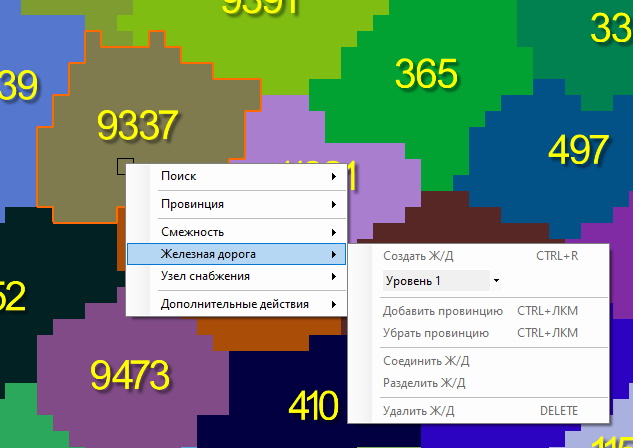 9391
33
365
39
9337
497
Поиск
Провинция
Смежность
Железная дорога
Узел снабжения
Дополнительные действия
Создать Ж/Д CTRL+R
Уровень 1
Добавить провинцию CTRL+ЛКМ
Убрать провинцию CTRL+ЛКМ
Соединить Ж/Д
Разделить Ж/Д
Удалить Ж/Д DELETE
52
9473
410